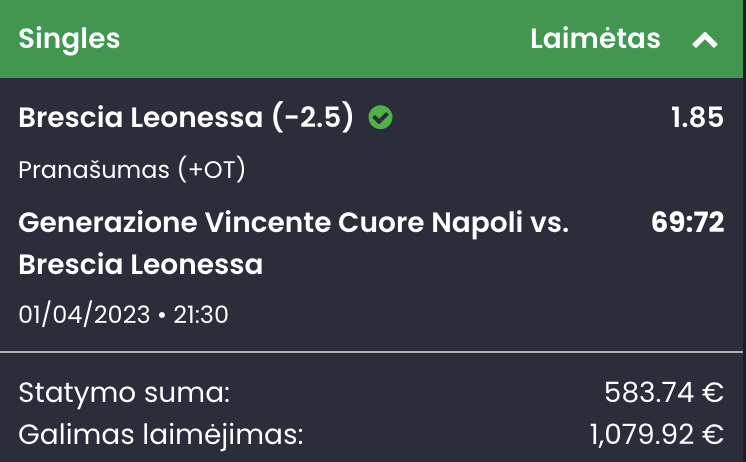 Singles Laimėtas
Brescia Leonessa (-2.5) 1.85
Pranašumas (+OT)
Generazione Vincente Cuore Napoli vs. 69:72
Brescia Leonessa
01/04/2023 • 21:30
Statymo suma: 583.74 €
Galimas laimėjimas: 1,079.92 €